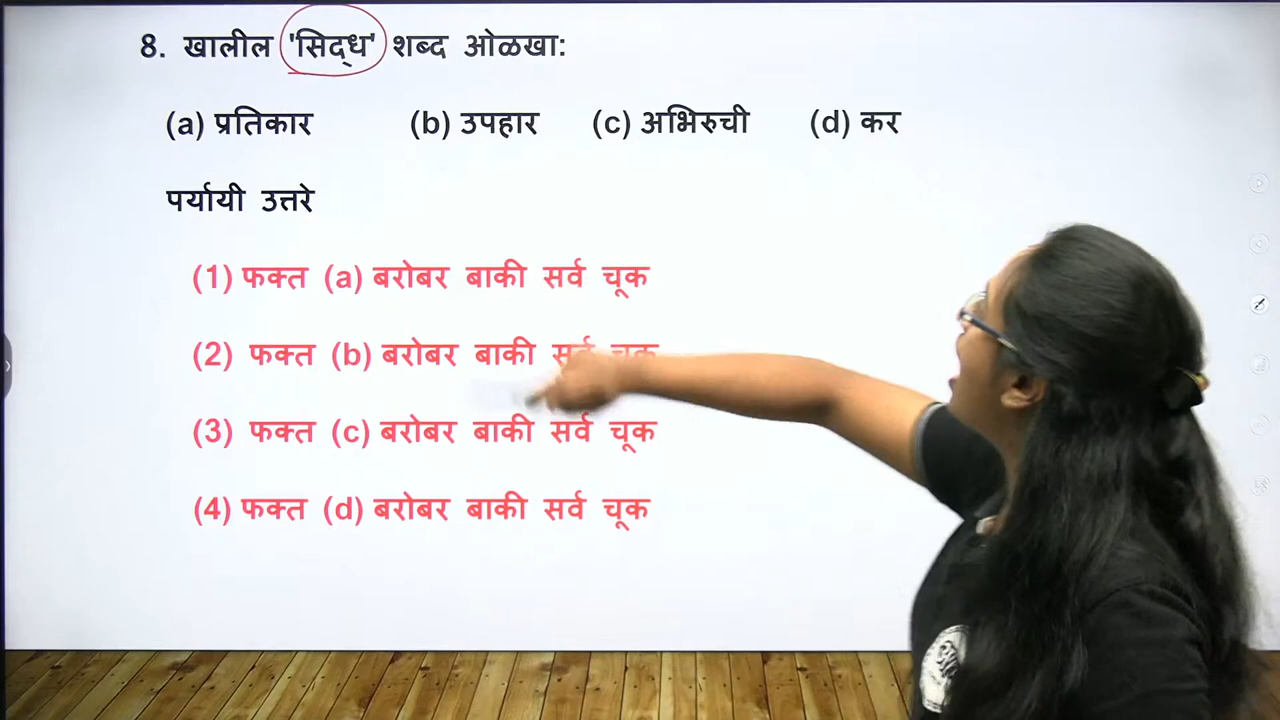 8. खालील 'सिद्ध' शब्द ओळखा:
(a) प्रतिकार (b) उपहार (c) अभिरुची (d) कर
पर्यायी उत्तरे
(1) फक्त (a) बरोबर बाकी सर्व चूक
(2) फक्त (b) बरोबर बाकी सर्व चूक
(3) फक्त (c) बरोबर बाकी सर्व चूक
(4) फक्त (d) बरोबर बाकी सर्व चूक